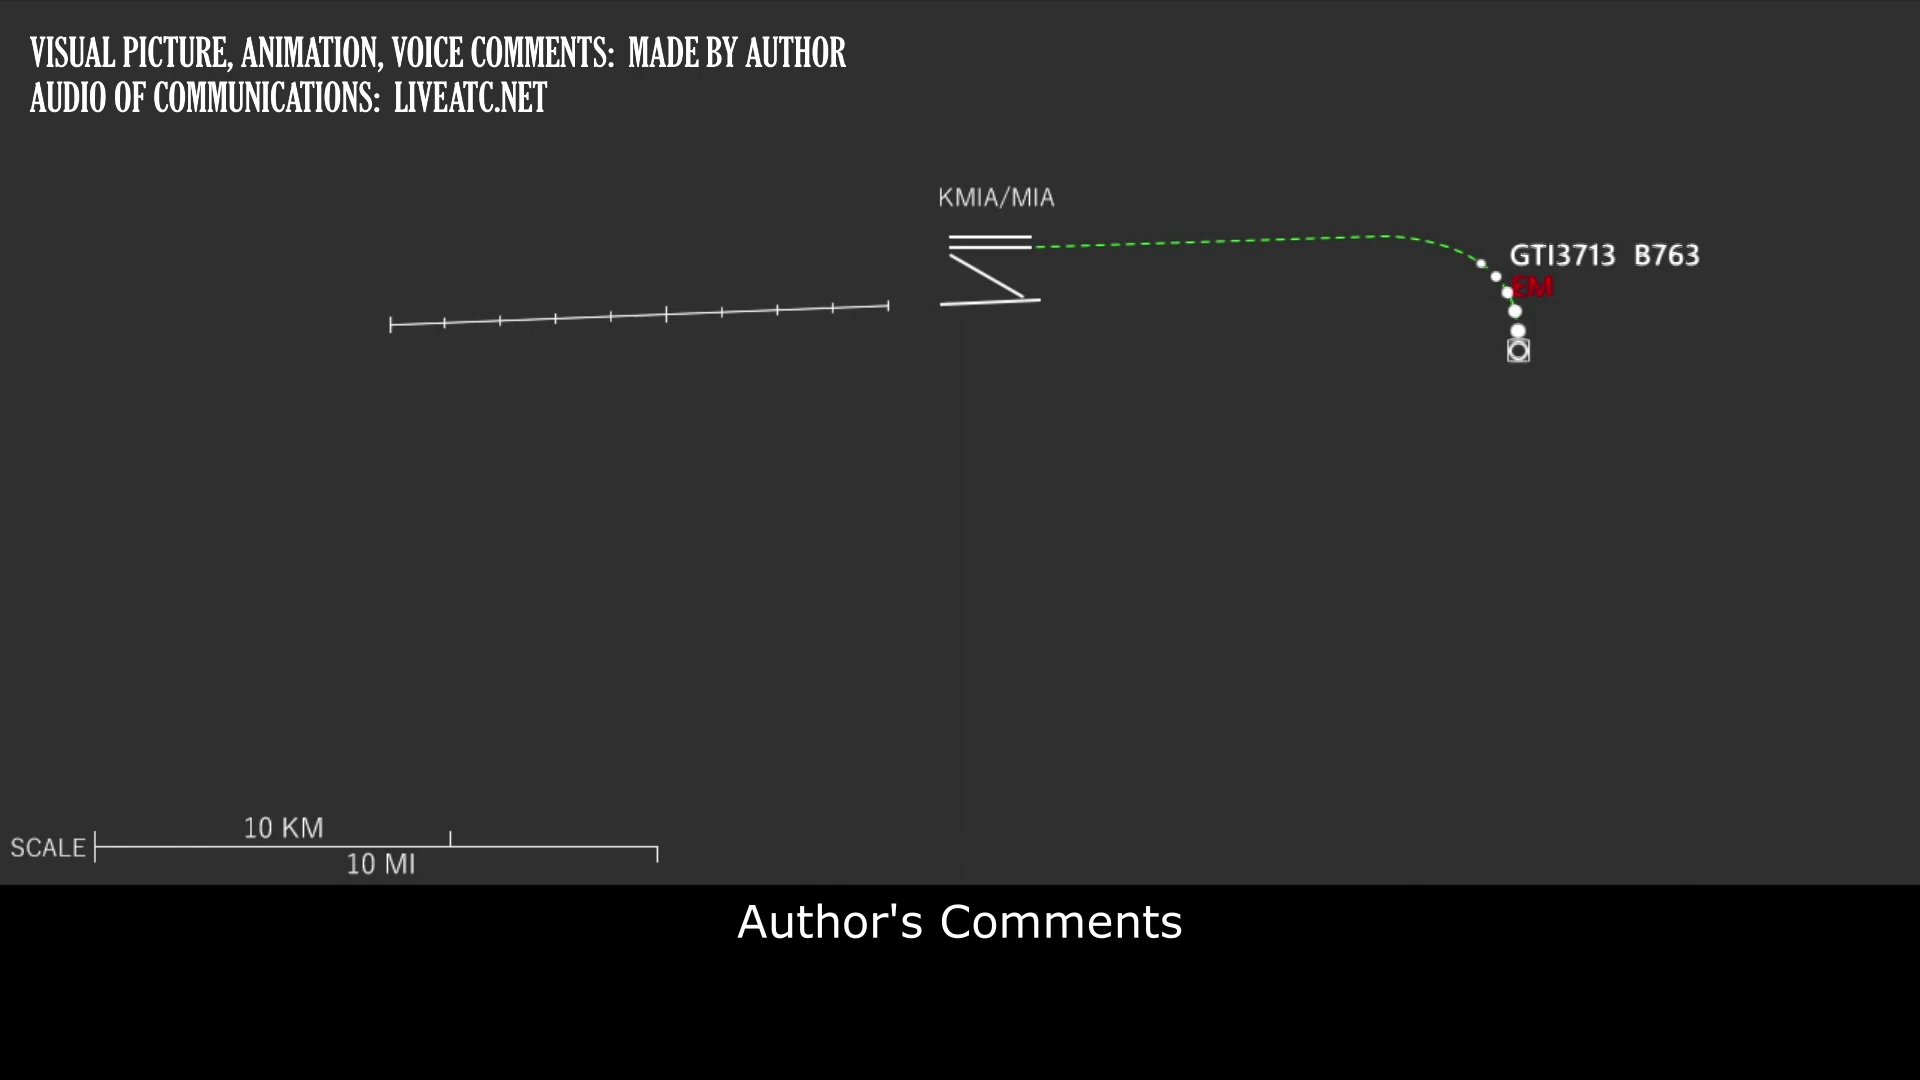 VISUAL PICTURE, ANIMATION, VOICE COMMENTS: MADE BY AUTHOR
AUDIO OF COMMUNICATIONS: LIVEATC.NET
KMIA/MIA
GTI3713 B763
EM
10 KM
SCALE
10 MI
Author's Comments